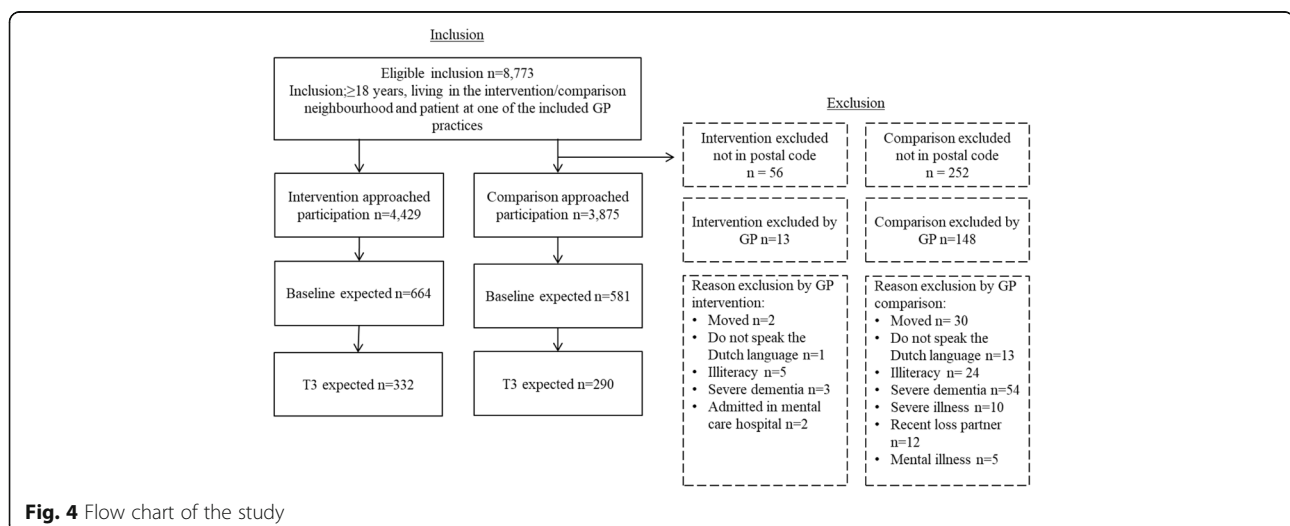 Inclusion
Eligible inclusion n=8,773
Inclusion;≥18 years, living in the intervention/comparison
neighbourhood and patient at one of the included GP
practices
Intervention approached
participation n=4,429
Comparison approached
participation n=3,875
Baseline expected n=664
Baseline expected n=581
T3 expected n=332
T3 expected n=290
Exclusion
Intervention excluded
not in postal code
n = 56
Comparison excluded
not in postal code
n = 252
Intervention excluded by
GP n=13
Comparison excluded by
GP n=148
Reason exclusion by GP
intervention:
• Moved n=2
• Do not speak the
Dutch language n=1
• Illiteracy n=5
• Severe dementia n=3
• Admitted in mental
care hospital n=2
Reason exclusion by GP
comparison:
• Moved n= 30
• Do not speak the
Dutch language n=13
• Illiteracy n= 24
• Severe dementia n=54
• Severe illness n=10
• Recent loss partner
n=12
• Mental illness n=5
Fig. 4 Flow chart of the study